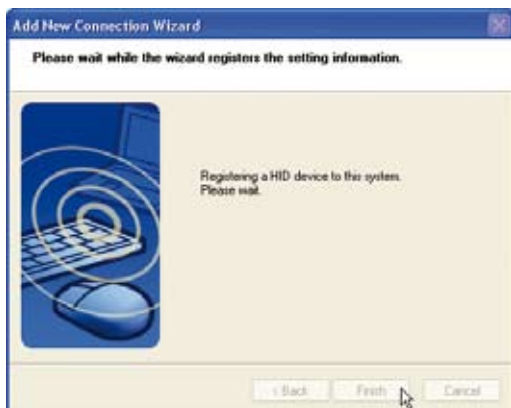 Add New Connection Wizard
Please wait while the wizard registers the setting information.
Registering a HID device to this system.
Please wait.
< Back
Finish
Cancel